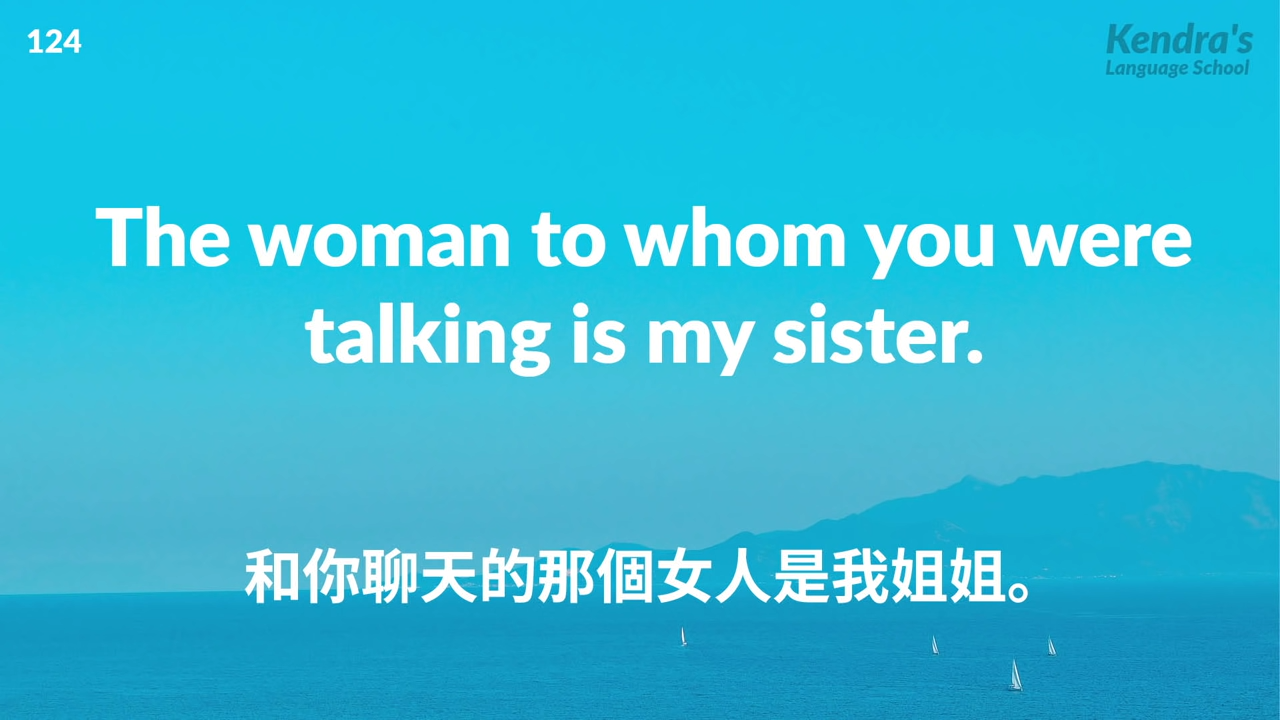 124
Kendra's
Language School
The woman to whom you were
talking is my sister.
和你聊天的那個女人是我姐姐。